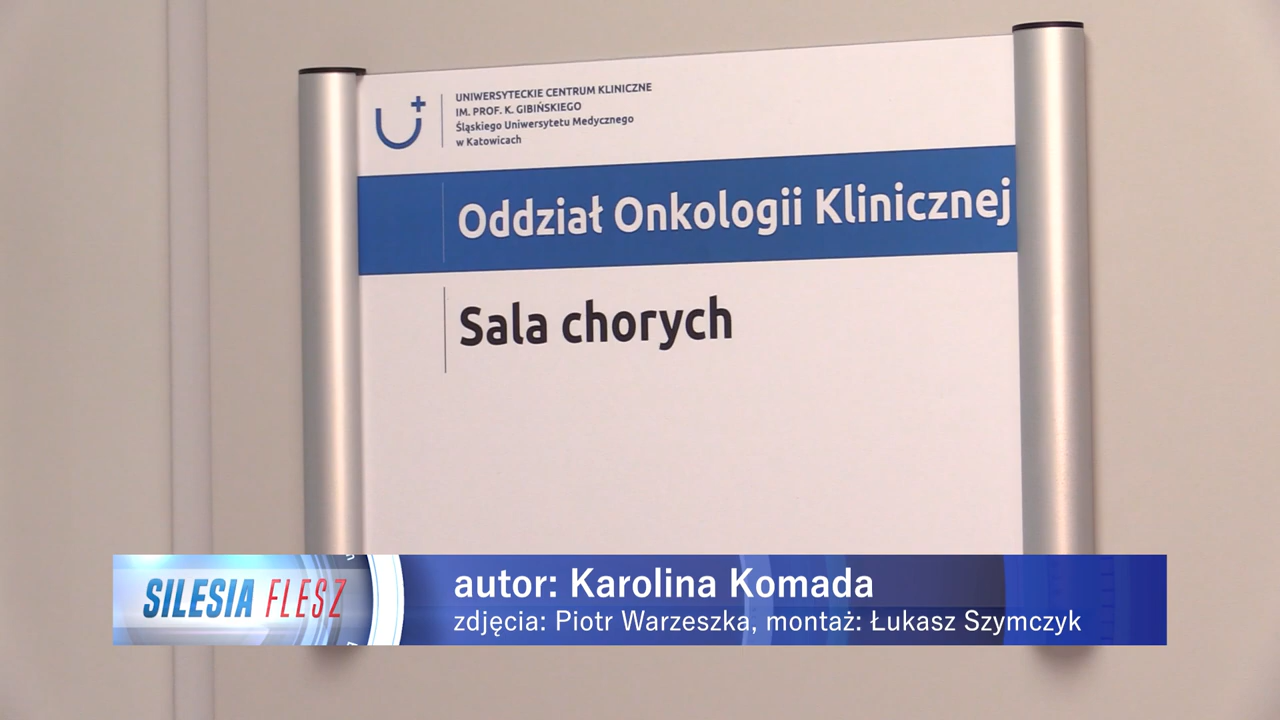 UNIWERSYTECKIE CENTRUM KLINICZNE
IM. PROF. K. GIBIŃSKIEGO
Śląskiego Uniwersytetu Medycznego
w Katowicach
Oddział Onkologii Klinicznej
Sala chorych
SILESIA FLESZ
autor: Karolina Komada
zdjęcia: Piotr Warzeszka, montaż: Łukasz Szymczyk